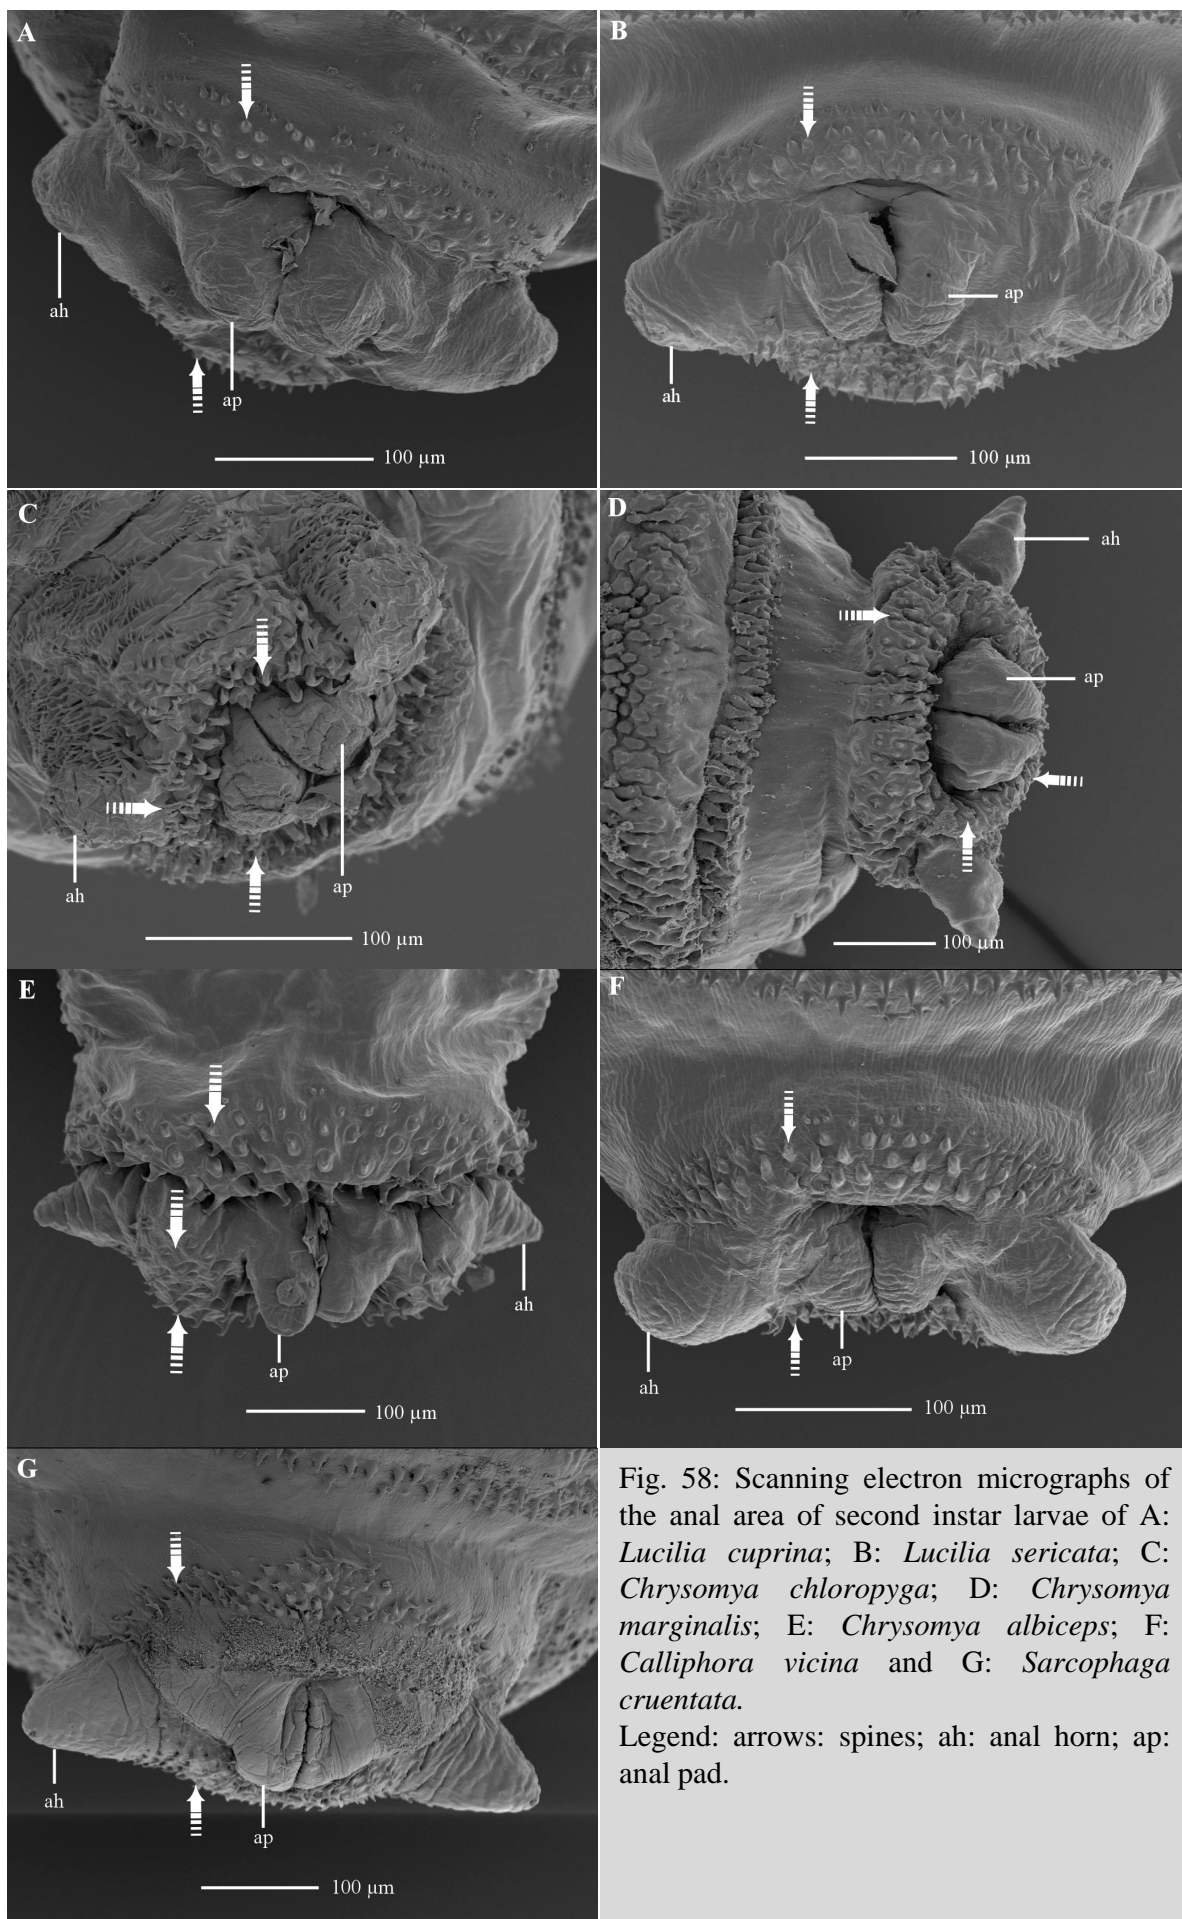 A
ah
ap
100 µm
B
ap
ah
100 µm
C
ah
ap
100 µm
D
ah
ap
100 µm
E
ah
ap
100 µm
F
ah
ap
100 µm
G
ah
ap
100 µm
Fig. 58: Scanning electron micrographs of
the anal area of second instar larvae of A:
Lucilia cuprina; B: Lucilia sericata; C:
Chrysomya chloropyga; D: Chrysomya
marginalis; E: Chrysomya albiceps; F:
Calliphora vicina and G: Sarcophaga
cruentata.
Legend: arrows: spines; ah: anal horn; ap:
anal pad.